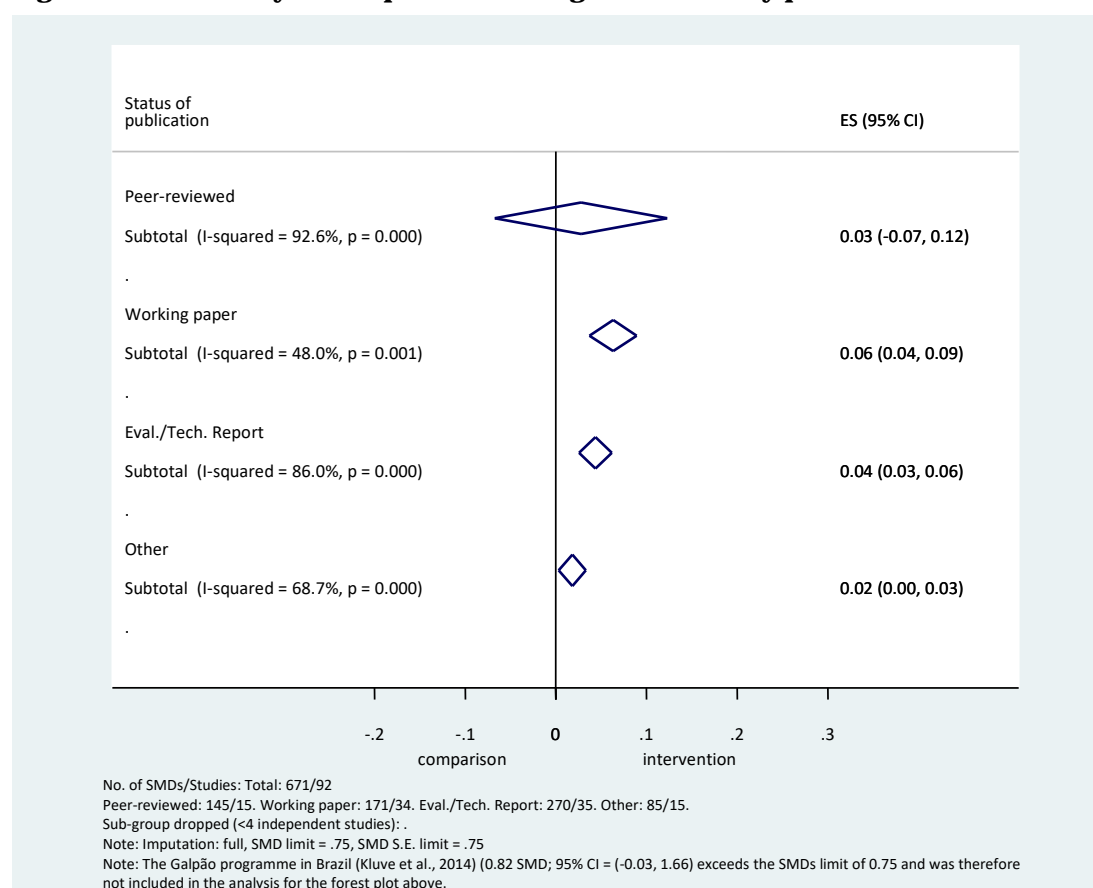 Status of
publication
ES (95% CI)
Peer-reviewed
Subtotal (I-squared = 92.6%, p = 0.000)
0.03 (-0.07, 0.12)
.
Working paper
Subtotal (I-squared = 48.0%, p = 0.001)
0.06 (0.04, 0.09)
.
Eval./Tech. Report
Subtotal (I-squared = 86.0%, p = 0.000)
0.04 (0.03, 0.06)
.
Other
Subtotal (I-squared = 68.7%, p = 0.000)
0.02 (0.00, 0.03)
.
-.2 -.1 0 .1 .2 .3
comparison intervention
No. of SMDs/Studies: Total: 671/92
Peer-reviewed: 145/15. Working paper: 171/34. Eval./Tech. Report: 270/35. Other: 85/15.
Sub-group dropped (<4 independent studies): .
Note: Imputation: full, SMD limit = .75, SMD S.E. limit = .75
Note: The Galpão programme in Brazil (Kluve et al., 2014) (0.82 SMD; 95% CI = (-0.03, 1.66) exceeds the SMDs limit of 0.75 and was therefore
not included in the analysis for the forest plot above.